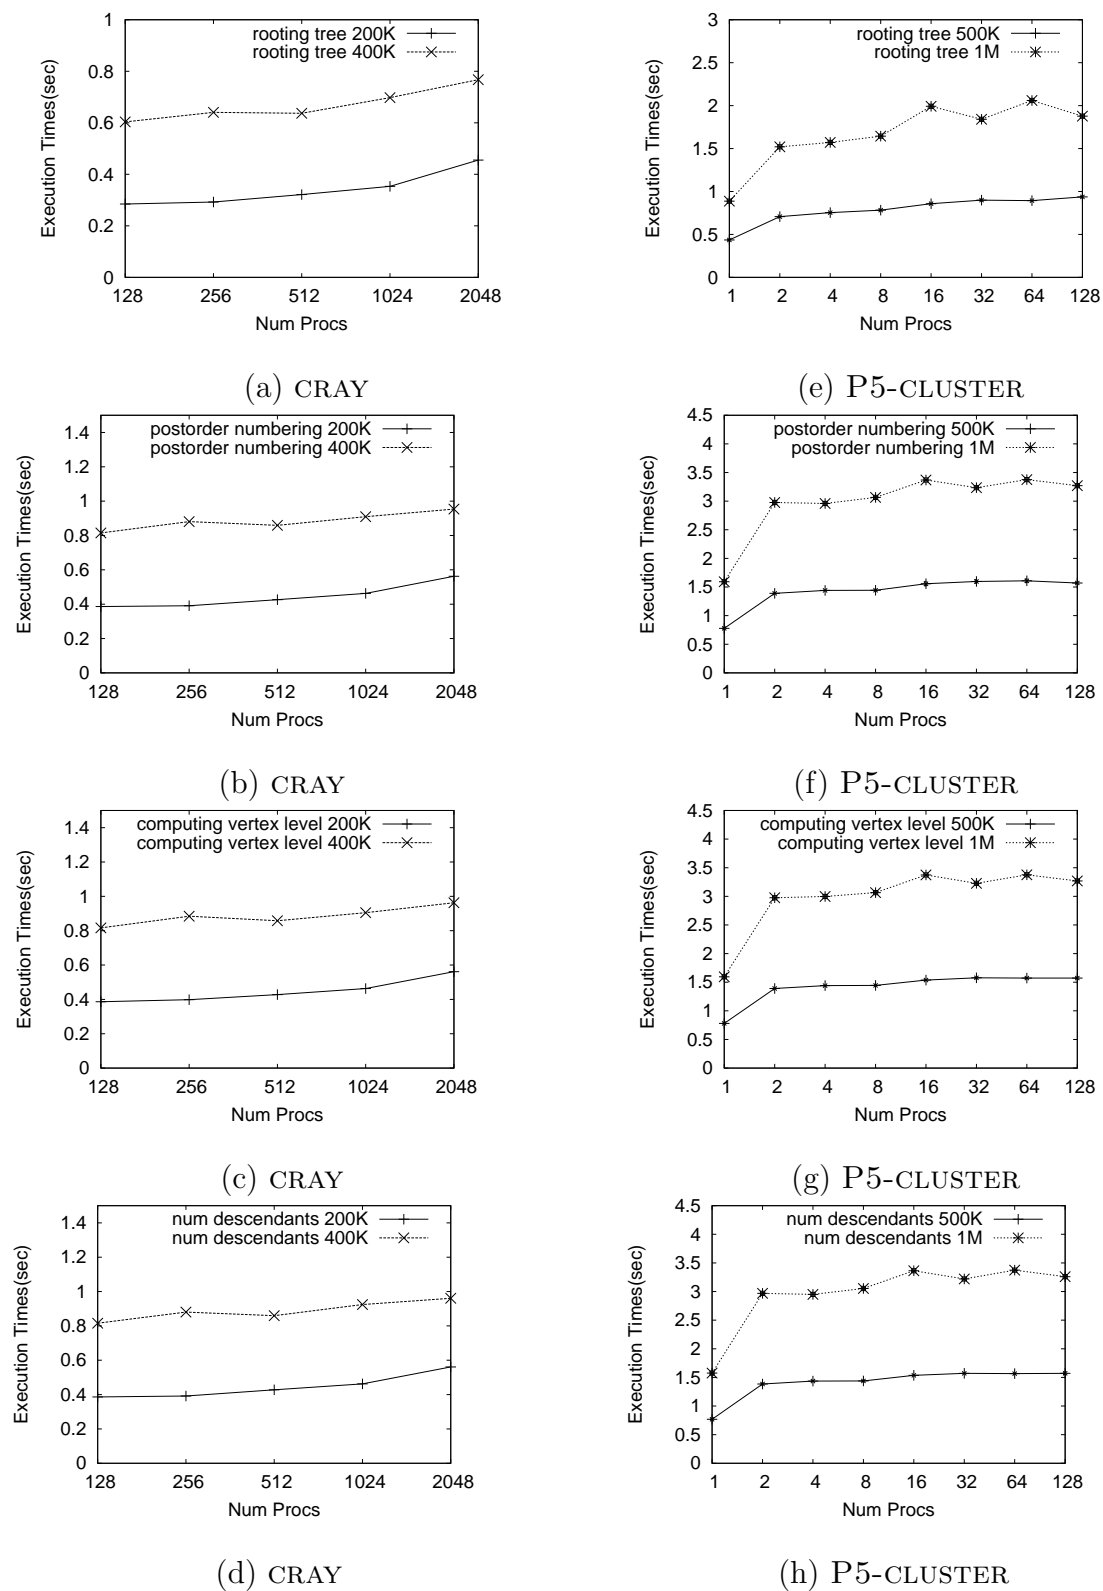 1
0.8
0.6
0.4
0.2
0
128 256 512 1024 2048
Execution Times(sec)
Num Procs
rooting tree 200K
rooting tree 400K
(a) CRAY
3
2.5
2
1.5
1
0.5
0
1 2 4 8 16 32 64 128
Execution Times(sec)
Num Procs
rooting tree 500K
rooting tree 1M
(e) P5-CLUSTER
1.4
1.2
1
0.8
0.6
0.4
0.2
0
128 256 512 1024 2048
Execution Times(sec)
Num Procs
postorder numbering 200K
postorder numbering 400K
(b) CRAY
4.5
4
3.5
3
2.5
2
1.5
1
0.5
0
1 2 4 8 16 32 64 128
Execution Times(sec)
Num Procs
postorder numbering 500K
postorder numbering 1M
(f) P5-CLUSTER
1.4
1.2
1
0.8
0.6
0.4
0.2
0
128 256 512 1024 2048
Execution Times(sec)
Num Procs
computing vertex level 200K
computing vertex level 400K
(c) CRAY
4.5
4
3.5
3
2.5
2
1.5
1
0.5
0
1 2 4 8 16 32 64 128
Execution Times(sec)
Num Procs
computing vertex level 500K
computing vertex level 1M
(g) P5-CLUSTER
1.4
1.2
1
0.8
0.6
0.4
0.2
0
128 256 512 1024 2048
Execution Times(sec)
Num Procs
num descendants 200K
num descendants 400K
(d) CRAY
4.5
4
3.5
3
2.5
2
1.5
1
0.5
0
1 2 4 8 16 32 64 128
Execution Times(sec)
Num Procs
num descendants 500K
num descendants 1M
(h) P5-CLUSTER